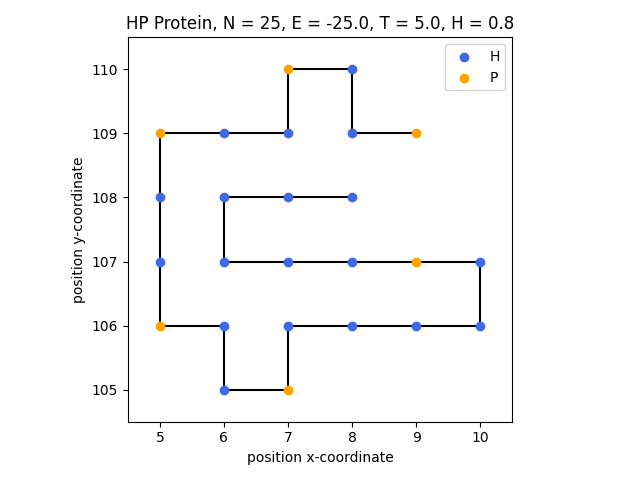 HP Protein, N = 25, E = -25.0, T = 5.0, H = 0.8
H
P
110
109
108
107
106
105
position y-coordinate
5 6 7 8 9 10
position x-coordinate